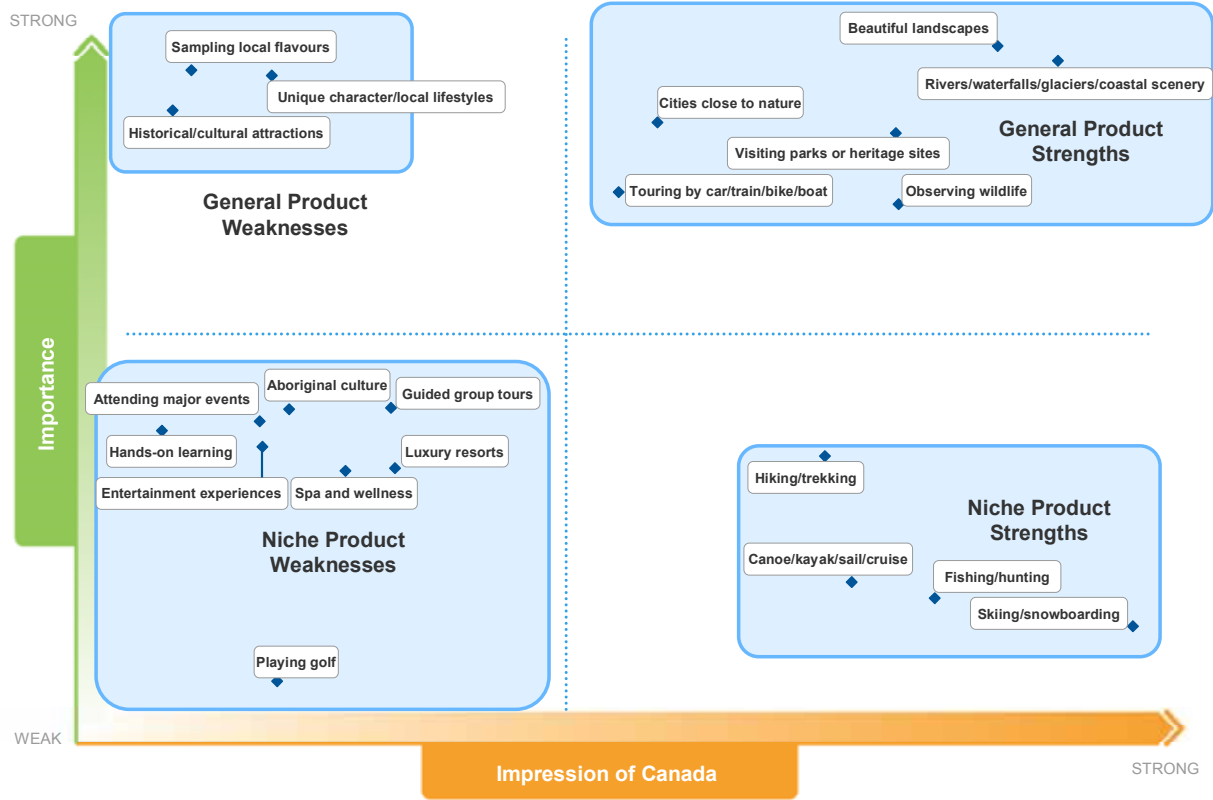 STRONG
Sampling local flavours
Unique character/local lifestyles
Historical/cultural attractions
General Product
Weaknesses
Beautiful landscapes
Rivers/waterfalls/glaciers/coastal scenery
Cities close to nature
General Product
Strengths
Visiting parks or heritage sites
Touring by car/train/bike/boat
Observing wildlife
Importance
Aboriginal culture
Guided group tours
Attending major events
Hands-on learning
Luxury resorts
Entertainment experiences
Spa and wellness
Niche Product
Weaknesses
Playing golf
Hiking/trekking
Niche Product
Strengths
Canoe/kayak/sail/cruise
Fishing/hunting
Skiing/snowboarding
WEAK
Impression of Canada
STRONG